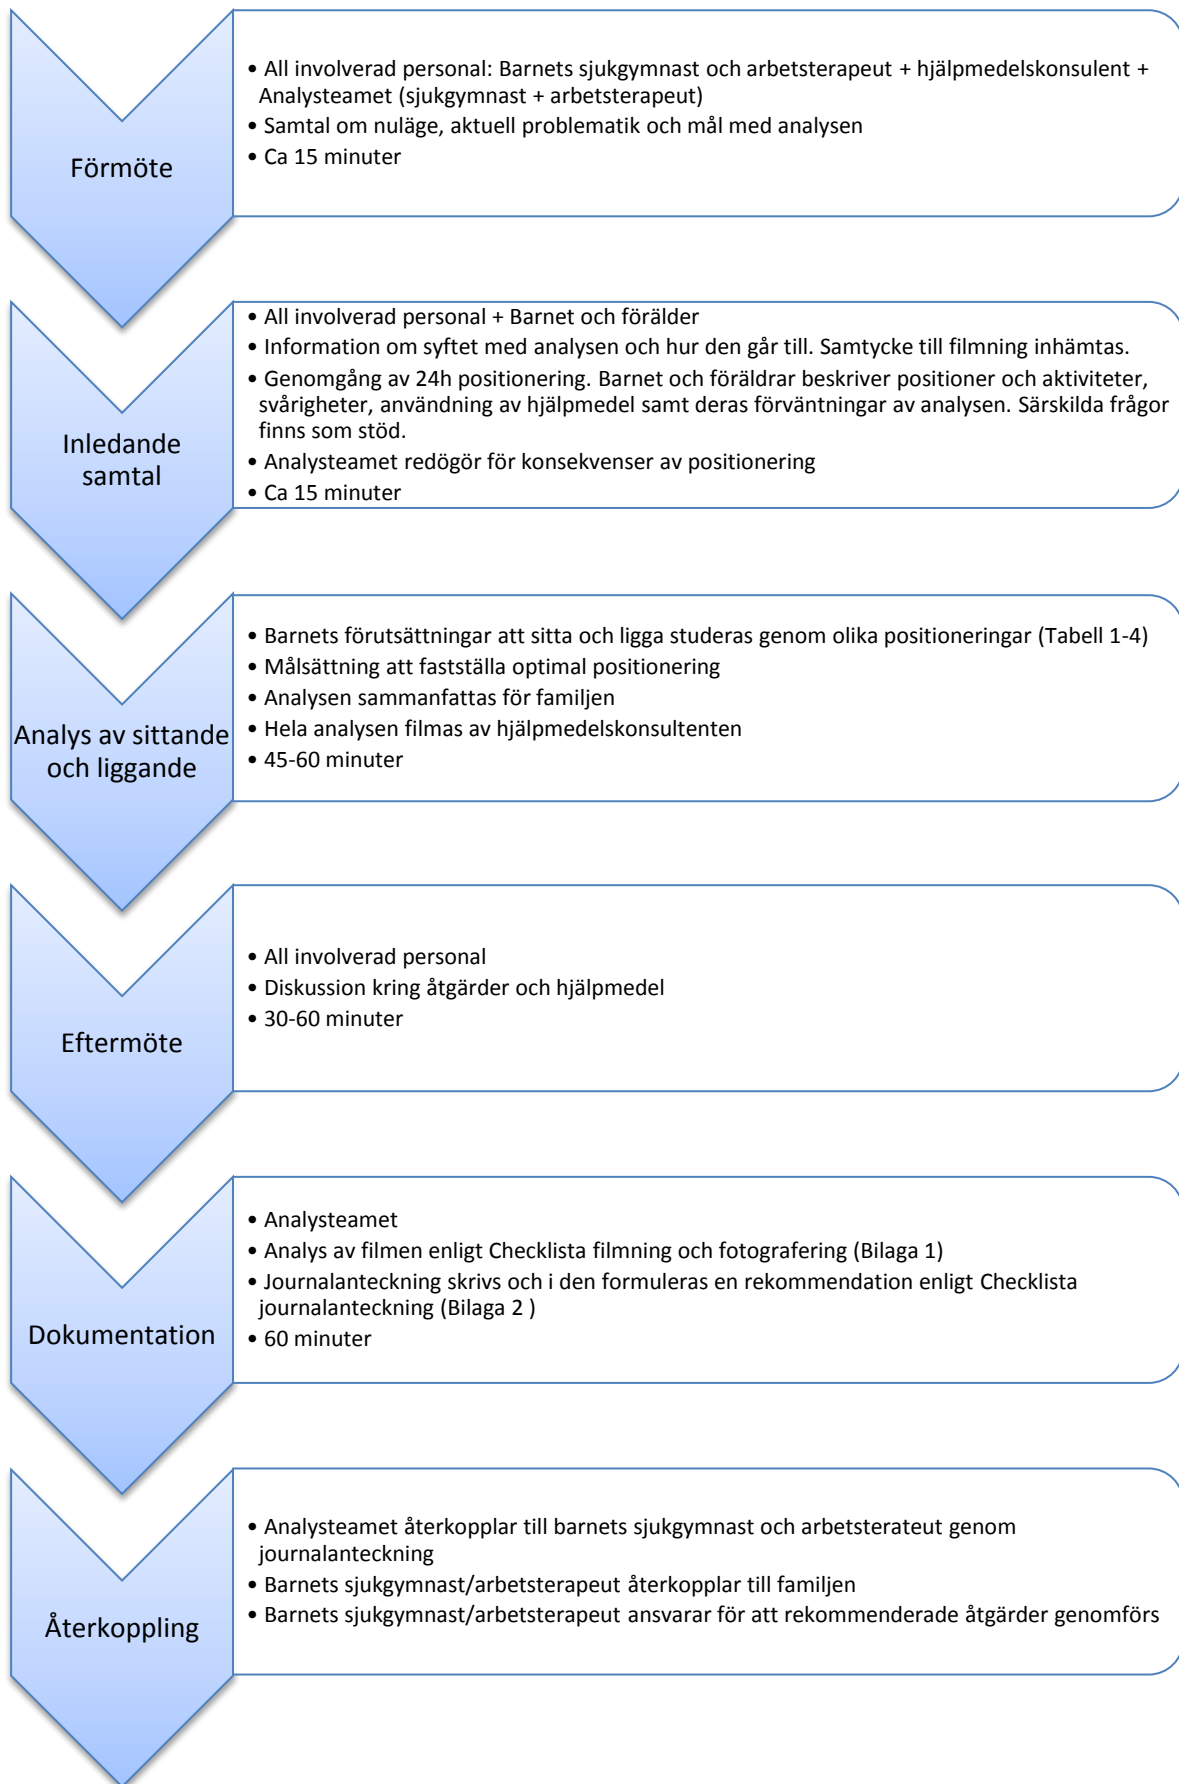 Förmöte
• All involverad personal: Barnets sjukgymnast och arbetsterapeut + hjälpmedelskonsulent +
Analysteamet (sjukgymnast + arbetsterapeut)
• Samtal om nuläge, aktuell problematik och mål med analysen
• Ca 15 minuter
Inledande
samtal
• All involverad personal + Barnet och förälder
• Information om syftet med analysen och hur den går till. Samtycke till filmning inhämtas.
• Genomgång av 24h positionering. Barnet och föräldrar beskriver positioner och aktiviteter,
svårigheter, användning av hjälpmedel samt deras förväntningar av analysen. Särskilda frågor
finns som stöd.
• Analysteamet redögör for konsekvenser av positionering
• Ca 15 minuter
Analys av sittande
och liggande
• Barnets förutsättningar att sitta och ligga studeras genom olika positioneringar (Tabell 1-4)
• Målsättning att fastställa optimal positionering
• Analysen sammanfattas för familjen
• Hela analysen filmas av hjälpmedelskonsultenten
• 45-60 minuter
Eftermöte
• All involverad personal
• Diskussion kring åtgärder och hjälpmedel
• 30-60 minuter
Dokumentation
• Analysteamet
• Analys av filmen enligt Checklista filmning och fotografering (Bilaga 1)
• Journalanteckning skrivs och i den formuleras en rekommendation enligt Checklista
journalanteckning (Bilaga 2 )
• 60 minuter
Återkoppling
• Analysteamet återkopplar till barnets sjukgymnast och arbetsterateut genom
journalanteckning
• Barnets sjukgymnast/arbetsterapeut återkopplar till familjen
• Barnets sjukgymnast/arbetsterapeut ansvarar för att rekommenderade åtgärder genomförs